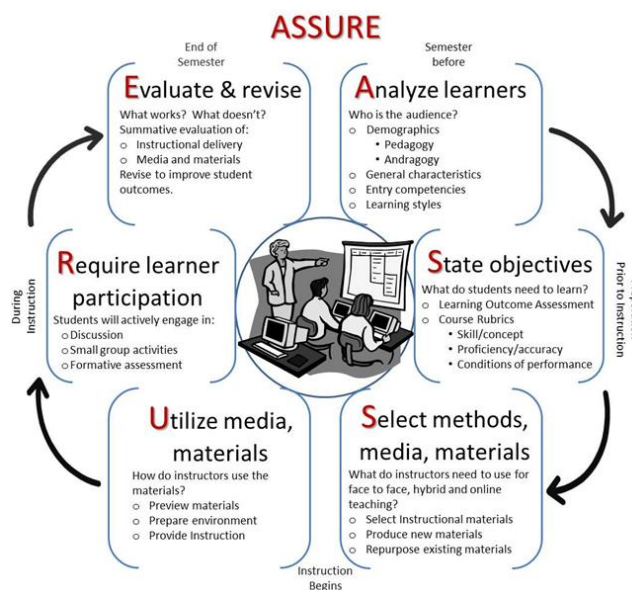 ASSURE
End of
Semester
Semester
before
Evaluate & revise
What works? What doesn't?
Summative evaluation of:
o Instructional delivery
o Media and materials
Revise to improve student
outcomes.
Analyze learners
Who is the audience?
o Demographics
• Pedagogy
• Andragogy
o General characteristics
o Entry competencies
o Learning styles
During
Instruction
Require learner
participation
Students will actively engage in:
o Discussion
o Small group activities
o Formative assessment
State objectives
What do students need to learn?
o Learning Outcome Assessment
o Course Rubrics
• Skill/concept
• Proficiency/accuracy
• Conditions of performance
Prior to Instruction
Utilize media,
materials
How do instructors use the
materials?
o Preview materials
o Prepare environment
o Provide Instruction
Select methods,
media, materials
What do instructors need to use for
face to face, hybrid and online
teaching?
o Select Instructional materials
o Produce new materials
o Repurpose existing materials
Instruction
Begins